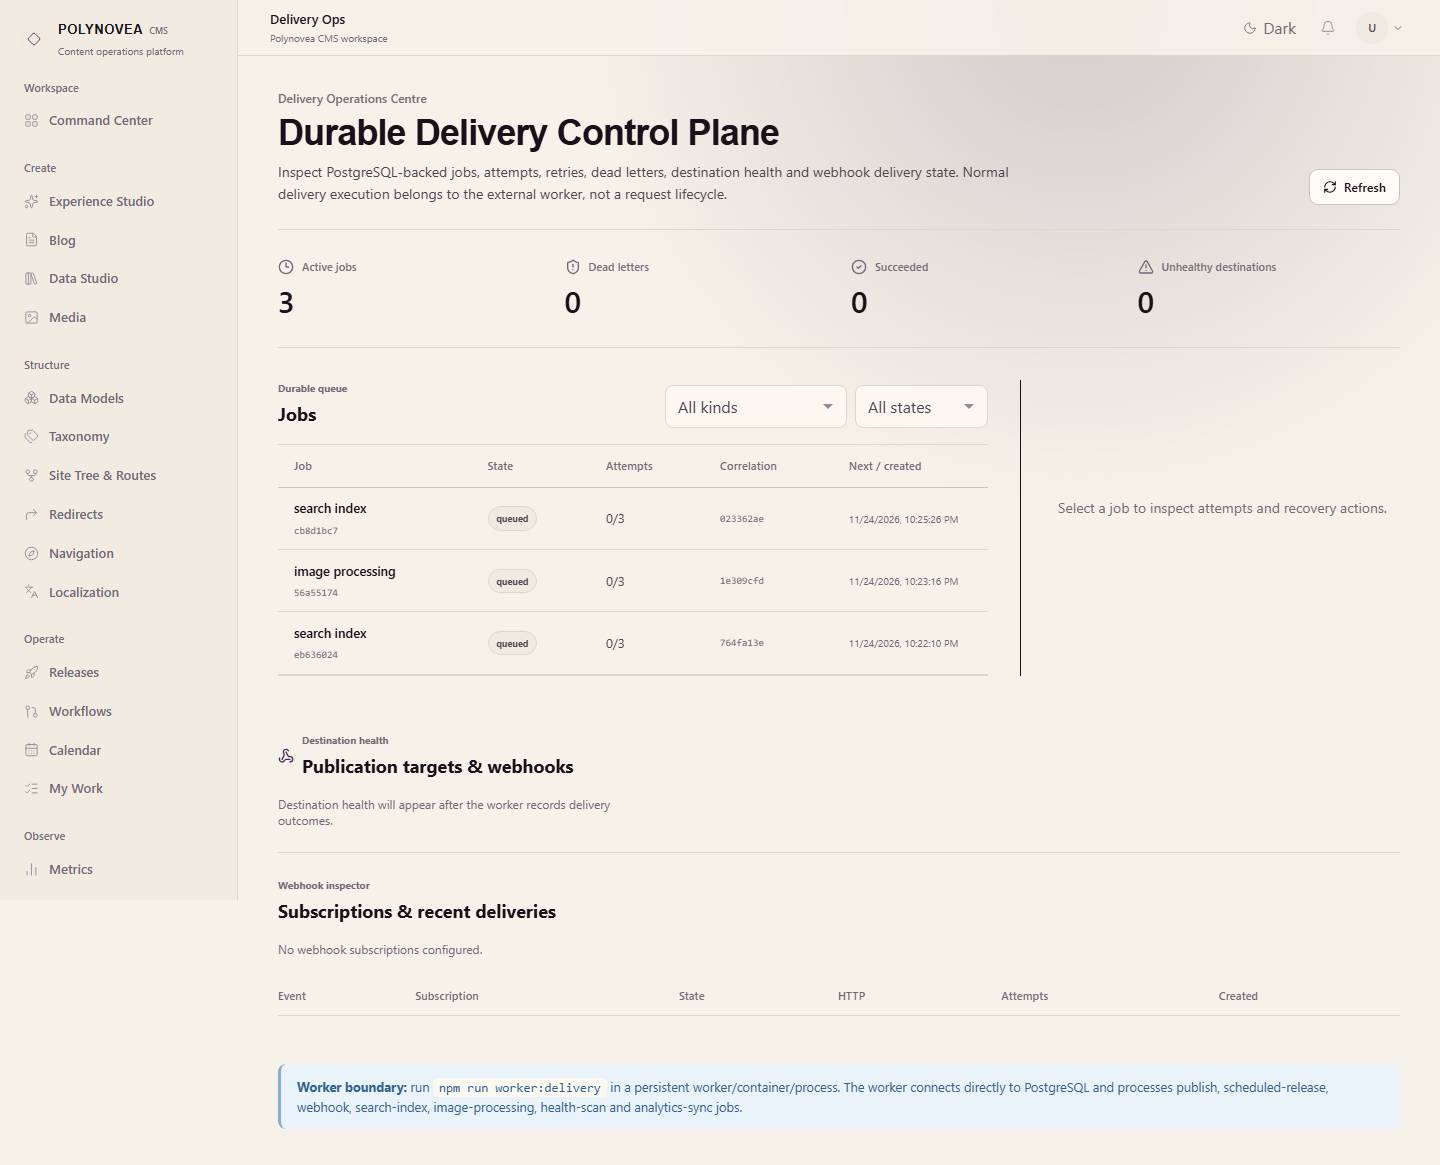 POLYNOVEA CMS
Content operations platform
Workspace
Command Center
Create
Experience Studio
Blog
Data Studio
Media
Structure
Data Models
Taxonomy
Site Tree & Routes
Redirects
Navigation
Localization
Operate
Releases
Workflows
Calendar
My Work
Observe
Metrics
Delivery Ops
Polynovea CMS workspace
Dark
U
Delivery Operations Centre
Durable Delivery Control Plane
Inspect PostgreSQL-backed jobs, attempts, retries, dead letters, destination health and webhook delivery state. Normal
delivery execution belongs to the external worker, not a request lifecycle.
Refresh
Active jobs
3
Dead letters
0
Succeeded
0
Unhealthy destinations
0
Durable queue
Jobs
All kinds
All states
Job State Attempts Correlation Next / created
search index queued 0/3 023362ae 11/24/2026, 10:25:26 PM
cb8d1bc7
image processing queued 0/3 1e309cfd 11/24/2026, 10:23:16 PM
56a55174
search index queued 0/3 764fa13e 11/24/2026, 10:22:10 PM
eb636024
Select a job to inspect attempts and recovery actions.
Destination health
Publication targets & webhooks
Destination health will appear after the worker records delivery
outcomes.
Webhook inspector
Subscriptions & recent deliveries
No webhook subscriptions configured.
Event Subscription State HTTP Attempts Created
Worker boundary: run npm run worker:delivery in a persistent worker/container/process. The worker connects directly to PostgreSQL and processes publish, scheduled-release,
webhook, search-index, image-processing, health-scan and analytics-sync jobs.